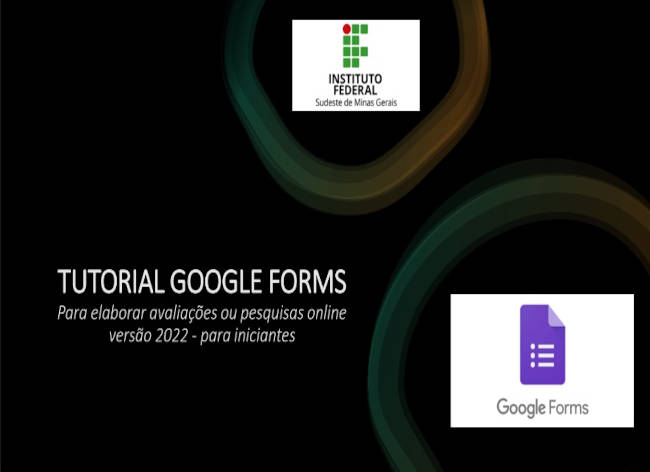 INSTITUTO
FEDERAL
Sudeste de Minas Gerais
TUTORIAL GOOGLE FORMS
Para elaborar avaliações ou pesquisas online
versão 2022 - para iniciantes
Google Forms